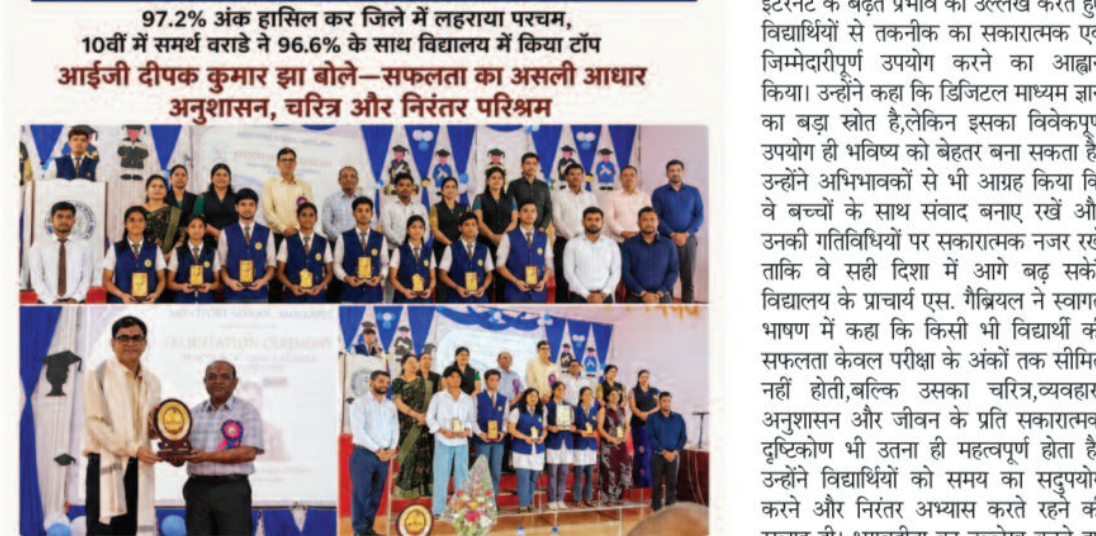 97.2% अंक हासिल कर जिले में लहराया परचम,
10वीं में समर्थ वराडे ने 96.6% के साथ विद्यालय में किया टॉप
आईजी दीपक कुमार झा बोले—सफलता का असली आधार
अनुशासन, चरित्र और निरंतर परिश्रम
FELICITATION CEREMONY
इंटरनेट के बढ़ते प्रभाव का उल्लेख करते हुए
विद्यार्थियों से तकनीक का सकारात्मक एव
जिम्मेदारीपूर्ण उपयोग करने का आह्वान
किया। उन्होंने कहा कि डिजिटल माध्यम ज्ञान
का बड़ा स्रोत है,लेकिन इसका विवेकपूर्ण
उपयोग ही भविष्य को बेहतर बना सकता है
उन्होंने अभिभावकों से भी आग्रह किया कि
वे बच्चों के साथ संवाद बनाए रखें और
उनकी गतिविधियों पर सकारात्मक नजर रखें
ताकि वे सही दिशा में आगे बढ़ सकें
विद्यालय के प्राचार्य एस. गैब्रियल ने स्वागत
भाषण में कहा कि किसी भी विद्यार्थी की
सफलता केवल परीक्षा के अंकों तक सीमित
नहीं होती,बल्कि उसका चरित्र,व्यवहार
अनुशासन और जीवन के प्रति सकारात्मक
दृष्टिकोण भी उतना ही महत्वपूर्ण होता है
उन्होंने विद्यार्थियों को समय का सदुपयोग
करने और निरंतर अभ्यास करते रहने की